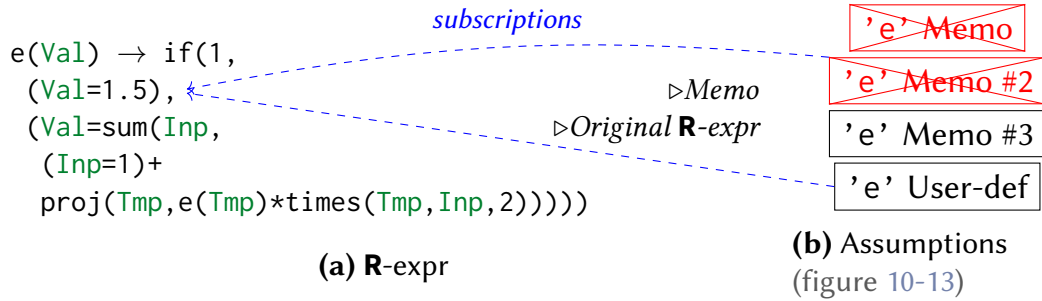 subscriptions
e(Val) → if(1,
(Val=1.5), ▹Memo
(Val=sum(Inp, ▹Original R-expr
(Inp=1)+
proj(Tmp,e(Tmp)*times(Tmp,Inp,2)))))
(a) R-expr
'e' Memo
'e' Memo #2
'e' Memo #3
'e' User-def
(b) Assumptions
(figure 10-13)